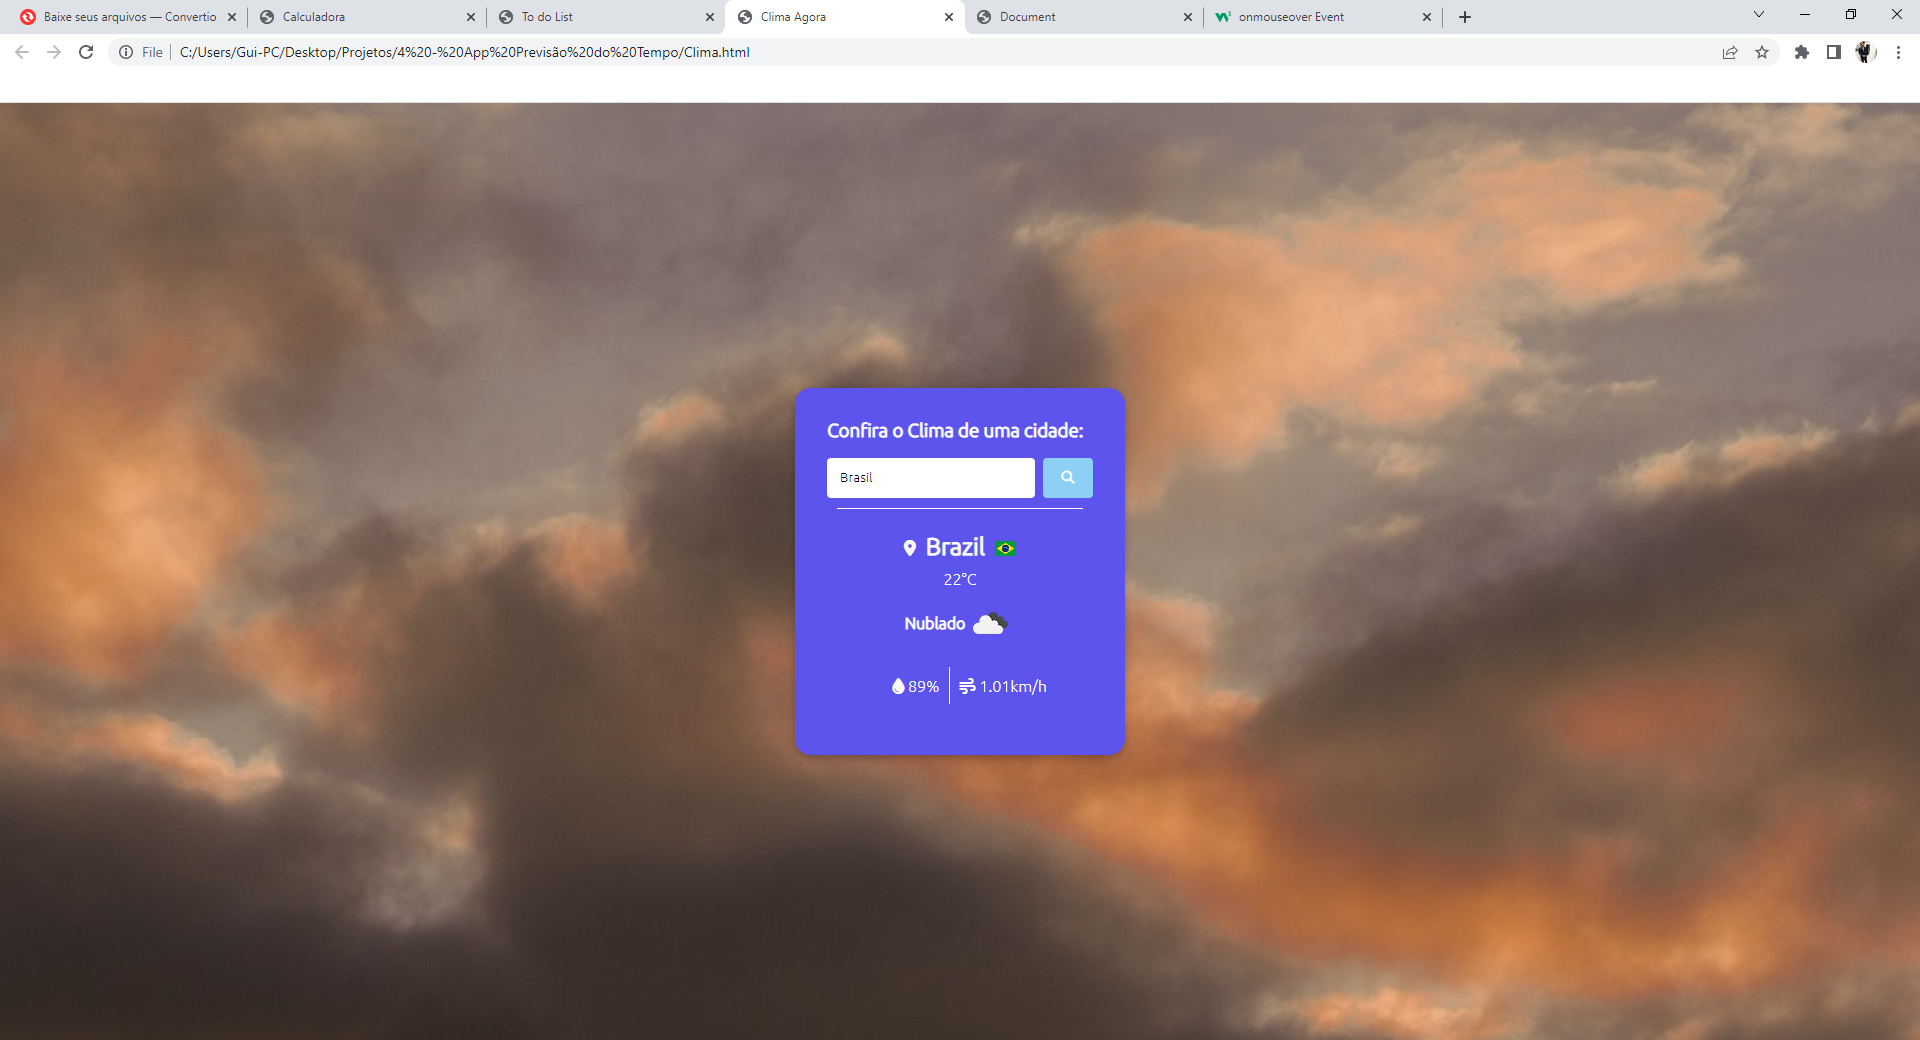 Baixe seus arquivos — Convertio
Calculadora
To do List
Clima Agora
Document
onmouseover Event
File
C:/Users/Gui-PC/Desktop/Projetos/4%20-%20App%20Previsão%20do%20Tempo/Clima.html
Confira o Clima de uma cidade:
Brasil
Brazil
22°C
Nublado
89%
1.01km/h